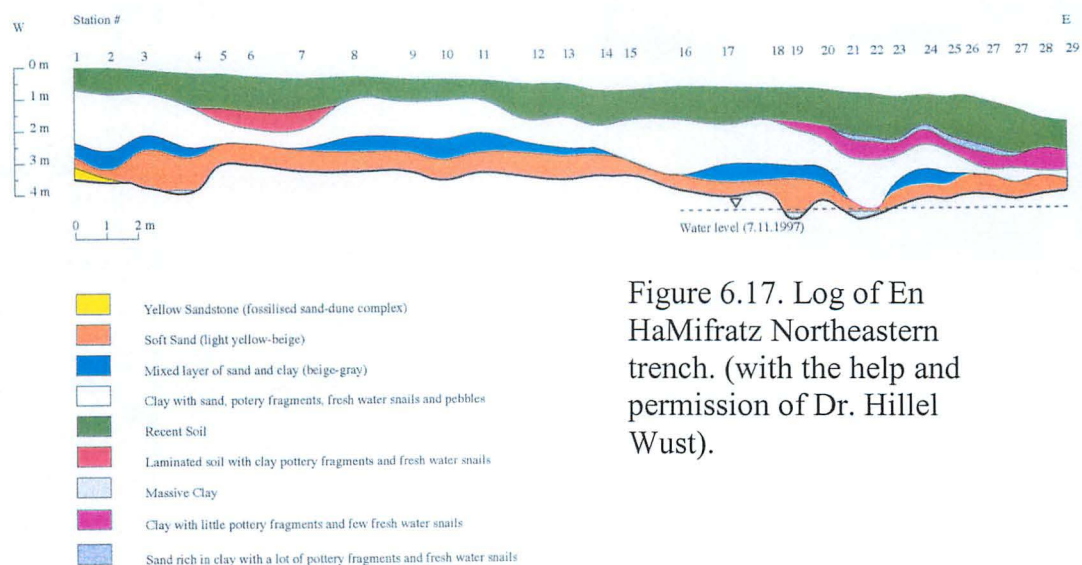 W
Station #
E
1 2 3 4 5 6 7 8 9 10 11 12 13 14 15 16 17 18 19 20 21 22 23 24 25 26 27 27 28 29
0 m
1 m
2 m
3 m
4 m
0 1 2 m
Water level (7.11.1997)
Yellow Sandstone (fossilised sand-dune complex)
Soft Sand (light yellow-beige)
Mixed layer of sand and clay (beige-gray)
Clay with sand, potery fragments, fresh water snails and pebbles
Recent Soil
Laminated soil with clay pottery fragments and fresh water snails
Massive Clay
Clay with little pottery fragments and few fresh water snails
Sand rich in clay with a lot of pottery fragments and fresh water snails
Figure 6.17. Log of En
HaMifratz Northeastern
trench. (with the help and
permission of Dr. Hillel
Wust).